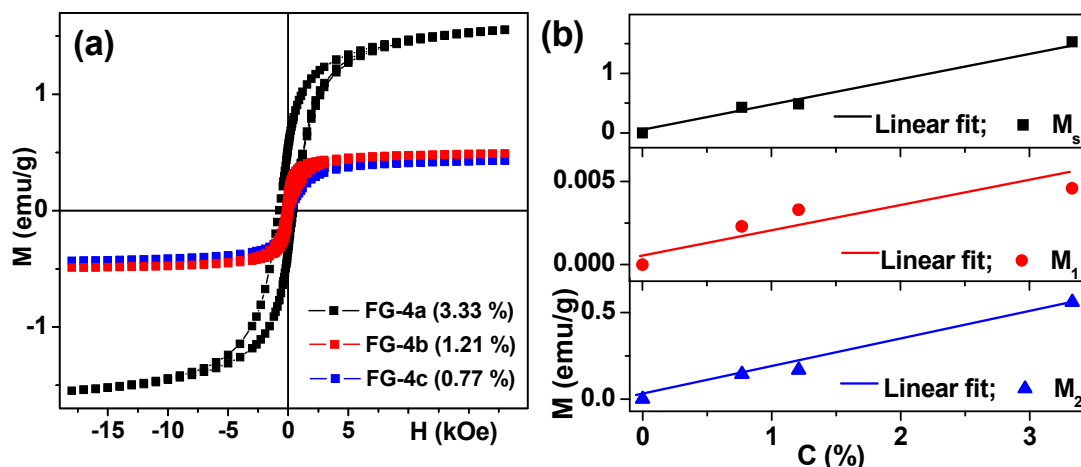 (a)
M (emu/g)
1
0
-1
FG-4a (3.33 %)
FG-4b (1.21 %)
FG-4c (0.77 %)
-15 -10 -5 0 5
H (kOe)
(b)
1
0
Linear fit; Ms
0.005
0.000
Linear fit; M1
M (emu/g)
0.5
0.0
Linear fit; M2
0 1 2 3
C (%)